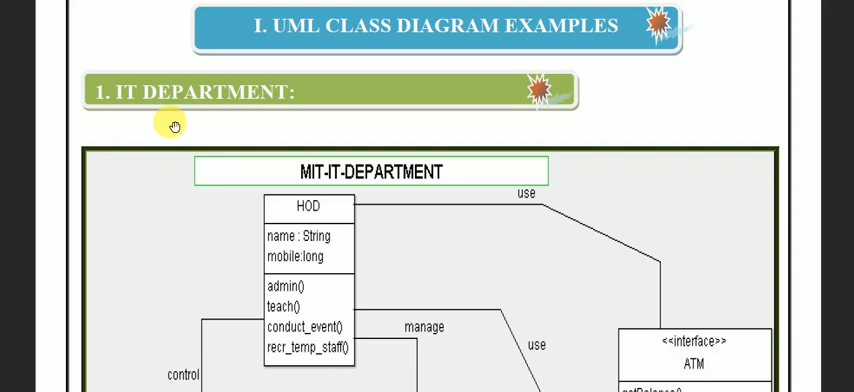 I. UML CLASS DIAGRAM EXAMPLES
1. IT DEPARTMENT:
MIT-IT-DEPARTMENT
HOD
name : String
mobile:long
admin()
teach()
conduct_event()
recr_temp_staff()
use
manage
use
control
<<interface>>
ATM
getBalance()